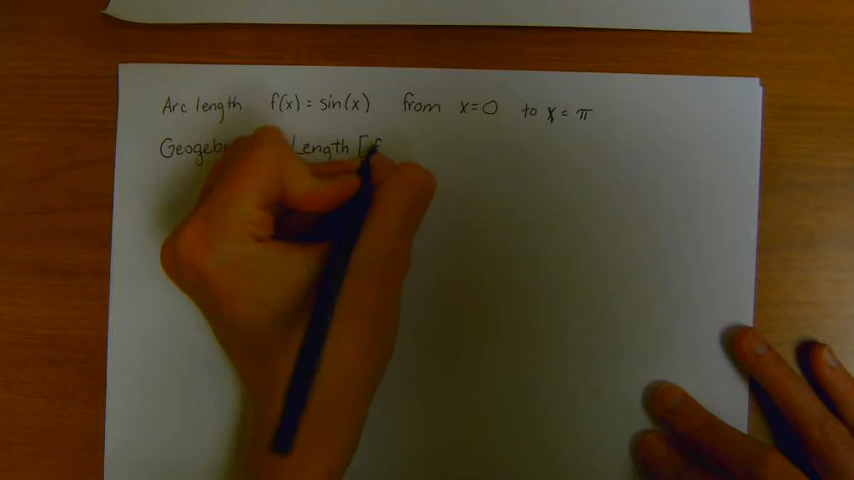 Arc length f(x) = sin(x) from x=0 to x = π
Length [ f